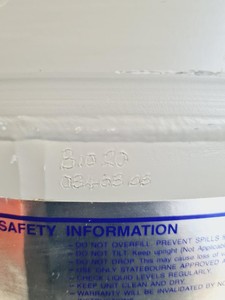 SAFETY INFORMATION
- DO NOT OVERFILL. PREVENT SPILLS
- DO NOT TILT. Keep upright (Not Applicable
- DO NOT DROP. This may cause loss of
- USE ONLY STATEBOURNE APPROVED
- CHECK LIQUID LEVELS REGULARLY.
- KEEP UNIT CLEAN AND DRY.
- WARRANTY WILL BE INVALIDATED BY